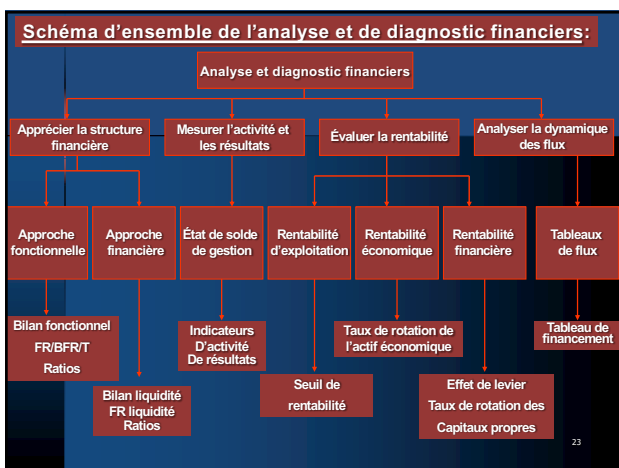 Schéma d’ensemble de l’analyse et de diagnostic financiers:
Analyse et diagnostic financiers
Apprécier la structure
financière
Mesurer l’activité et
les résultats
Évaluer la rentabilité
Analyser la dynamique
des flux
Approche
fonctionnelle
Approche
financière
État de solde
de gestion
Rentabilité
d’exploitation
Rentabilité
économique
Rentabilité
financière
Tableaux
de flux
Bilan fonctionnel
FR/BFR/T
Ratios
Indicateurs
D’activité
De résultats
Taux de rotation de
l’actif économique
Tableau de
financement
Bilan liquidité
FR liquidité
Ratios
Seuil de
rentabilité
Effet de levier
Taux de rotation des
Capitaux propres
23